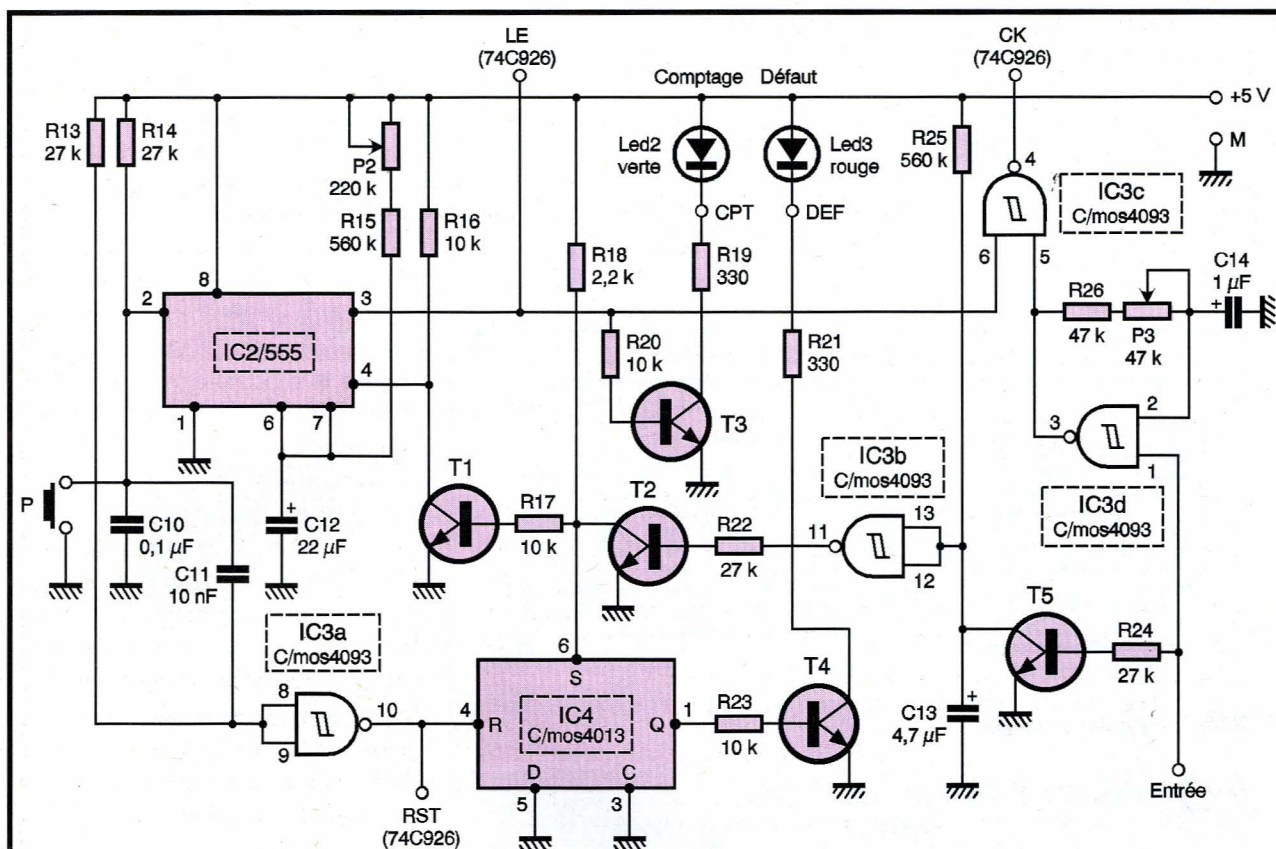 LE
(74C926)
CK
(74C926)
Comptage
Défaut
+5 V
M
R13
27 k
R14
27 k
P2
220 k
R15
560 k
R16
10 k
R18
2,2 k
Led2
verte
CPT
R19
330
Led3
rouge
DEF
R25
560 k
4
IC3c
C/mos4093
6
5
C14
1 µF
+
R26
47 k
P3
47 k
2
8
3
IC2/555
4
1
6
7
R20
10 k
R21
330
T3
3
2
1
IC3d
C/mos4093
IC3b
C/mos4093
P
C10
0,1 µF
C11
10 nF
+
C12
22 µF
T1
R17
10 k
T2
R22
27 k
11
13
12
T5
R24
27 k
IC3a
C/mos4093
8
9
10
6
S
4
R
IC4
C/mos4013
Q
1
D
C
5
3
R23
10 k
T4
+
C13
4,7 µF
RST
(74C926)
Entrée